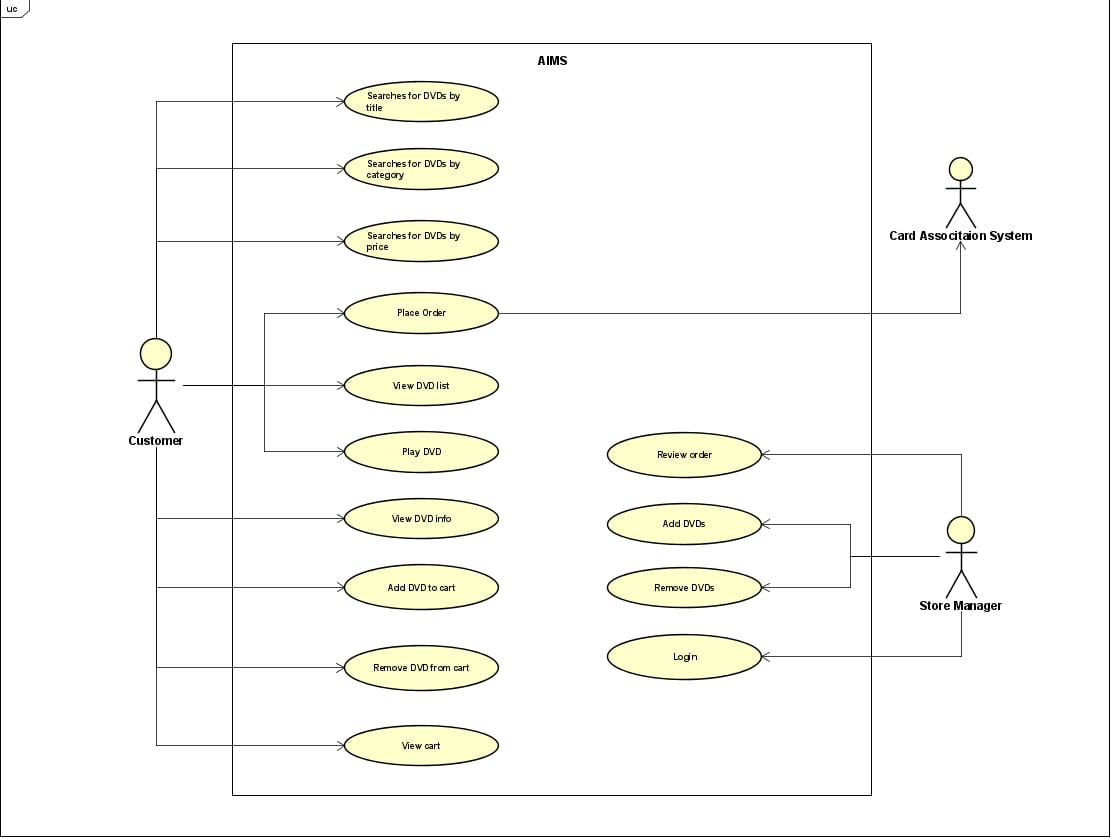 uc
AIMS
Searches for DVDs by
title
Searches for DVDs by
category
Searches for DVDs by
price
Place Order
View DVD list
Play DVD
View DVD info
Add DVD to cart
Remove DVD from cart
View cart
Customer
Review order
Add DVDs
Remove DVDs
Login
Card Associtaion System
Store Manager